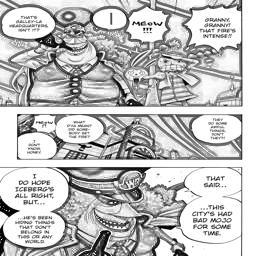 GRANNY,
GRANNY!
THAT FIRE'S
INTENSE!!
MEOW
!!!
THAT'S
GALLEY-LA
HEADQUARTERS,
ISN'T IT?
THEY
DO SOME
AWFUL
THINGS,
DON'T
THEY?!
WHAT
D'YA MEAN?
DID SOME-
BODY SET
THE FIRE?
MEOW?
I
DON'T
KNOW,
HONEY.
THAT
SAID...
...THIS
CITY'S HAD
BAD MOJO
FOR SOME
TIME.
I
DO HOPE
ICEBERG'S
ALL RIGHT,
BUT...
...HE'S BEEN
HIDING THINGS
THAT DON'T
BELONG IN
THIS OR ANY
WORLD.